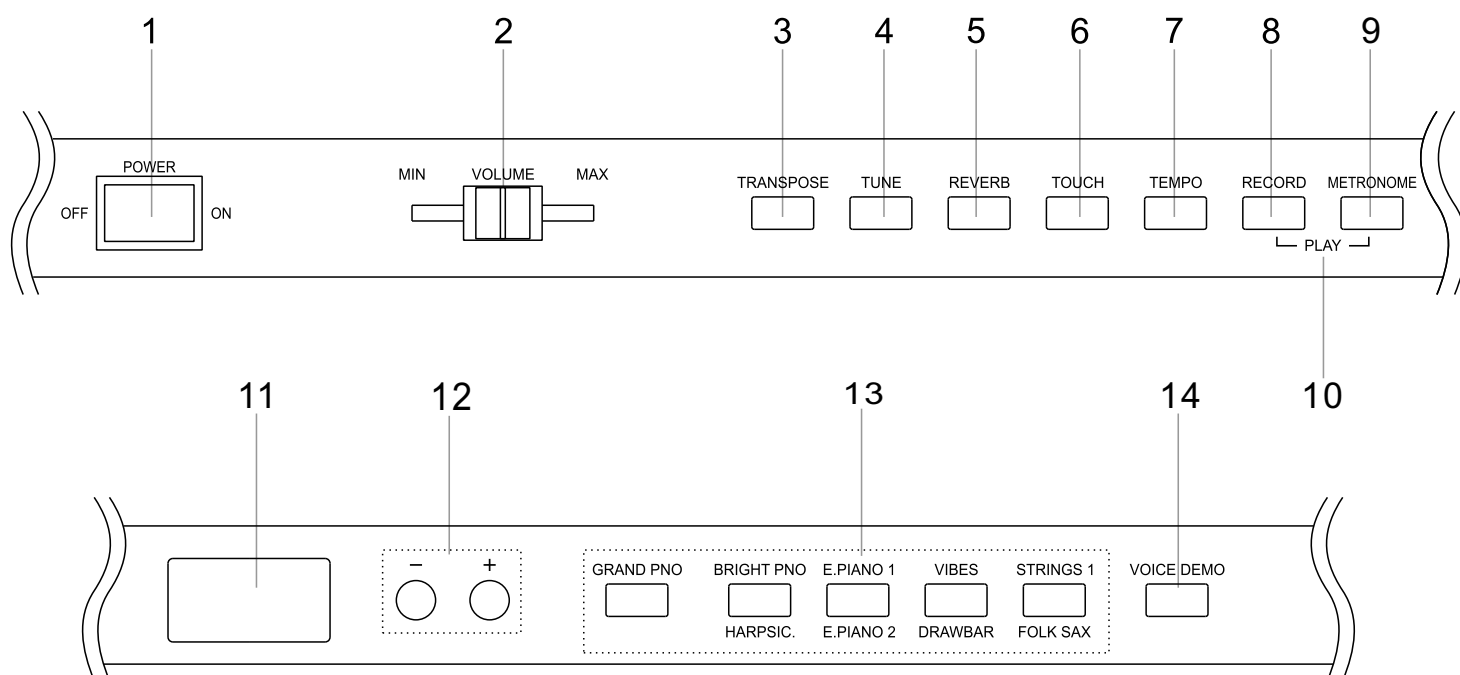 1 2 3 4 5 6 7 8 9
POWER
MIN VOLUME MAX
TRANSPOSE TUNE REVERB TOUCH TEMPO RECORD METRONOME
OFF ON
PLAY
11 12 13 14 10
− +
GRAND PNO BRIGHT PNO E.PIANO 1 VIBES STRINGS 1 VOICE DEMO
HARPSIC. E.PIANO 2 DRAWBAR FOLK SAX